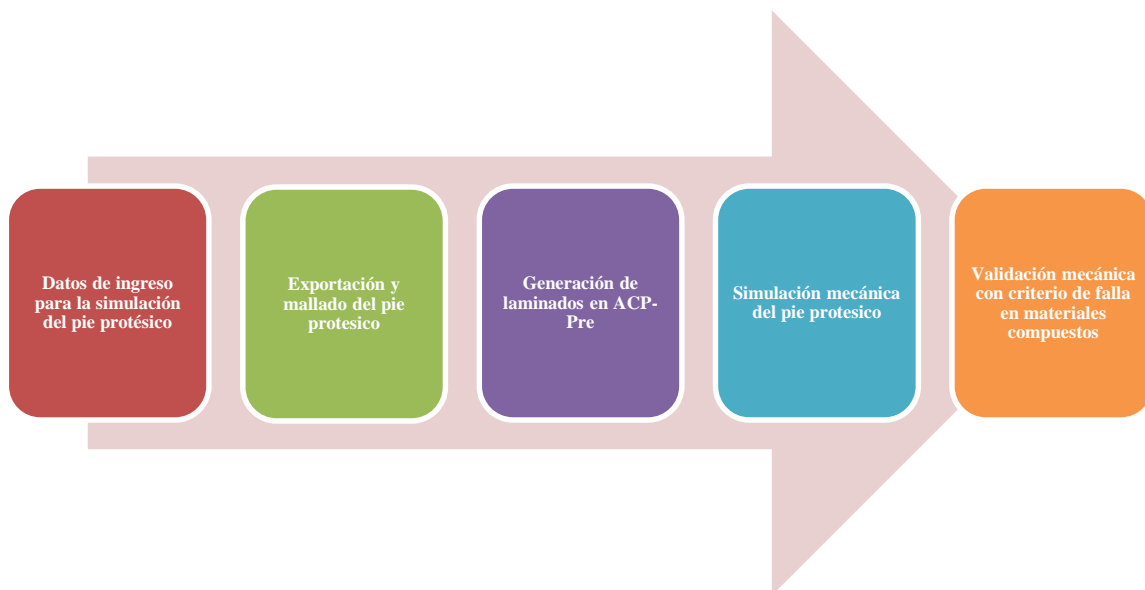 Datos de ingreso
para la simulación
del pie protésico
Exportación y
mallado del pie
protesico
Generación de
laminados en ACP-
Pre
Simulación mecánica
del pie protesico
Validación mecánica
con criterio de falla
en materiales
compuestos